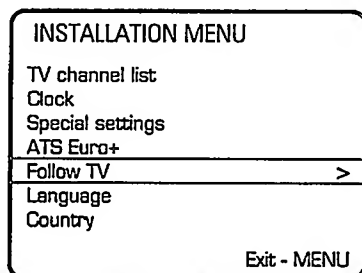 INSTALLATION MENU
TV channel list
Clock
Special settings
ATS Euro+
Follow TV >
Language
Country
Exit - MENU